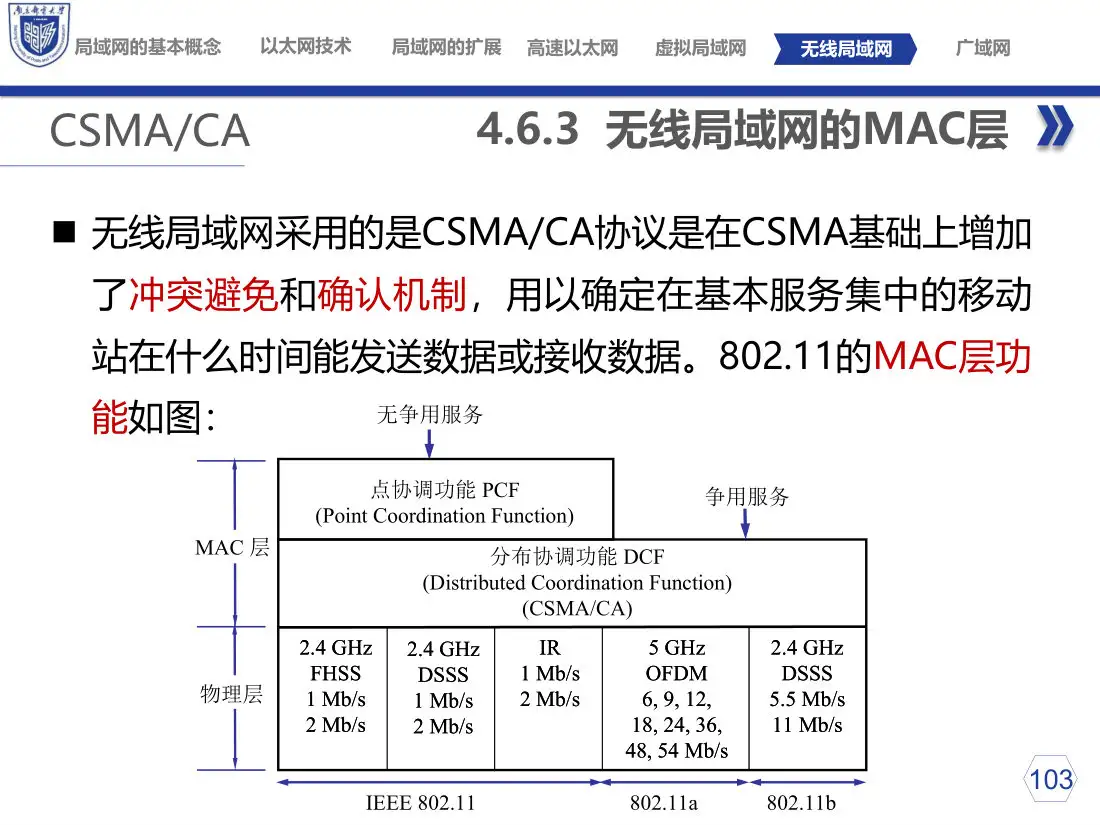 局域网的基本概念 以太网技术 局域网的扩展 高速以太网 虚拟局域网 无线局域网 广域网
CSMA/CA
4.6.3 无线局域网的MAC层
■ 无线局域网采用的是CSMA/CA协议是在CSMA基础上增加
了冲突避免和确认机制，用以确定在基本服务集中的移动
站在什么时间能发送数据或接收数据。802.11的MAC层功
能如图：
无争用服务
点协调功能 PCF
(Point Coordination Function)
争用服务
MAC 层
分布协调功能 DCF
(Distributed Coordination Function)
(CSMA/CA)
物理层
2.4 GHz
FHSS
1 Mb/s
2 Mb/s
2.4 GHz
DSSS
1 Mb/s
2 Mb/s
IR
1 Mb/s
2 Mb/s
5 GHz
OFDM
6, 9, 12,
18, 24, 36,
48, 54 Mb/s
2.4 GHz
DSSS
5.5 Mb/s
11 Mb/s
IEEE 802.11
802.11a
802.11b
103